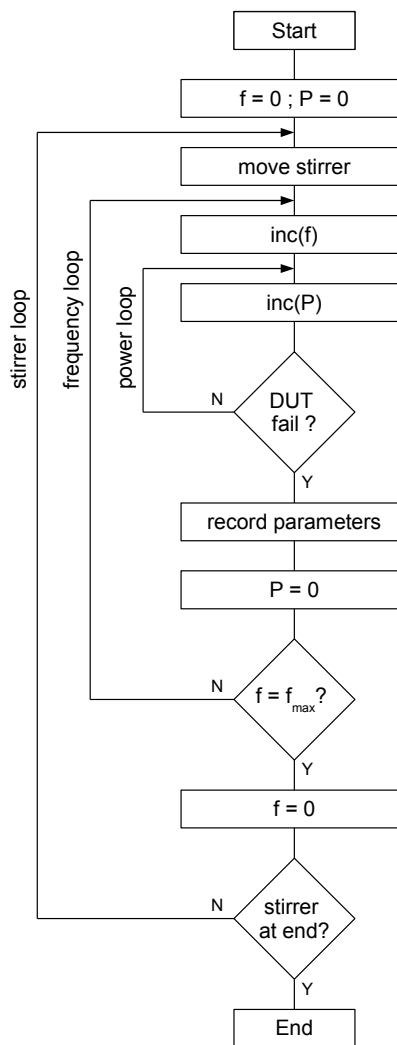 Start
f = 0 ; P = 0
move stirrer
inc(f)
inc(P)
stirrer loop
frequency loop
power loop
DUT
fail ?
N
Y
record parameters
P = 0
f = fmax?
N
Y
f = 0
stirrer
at end?
N
Y
End